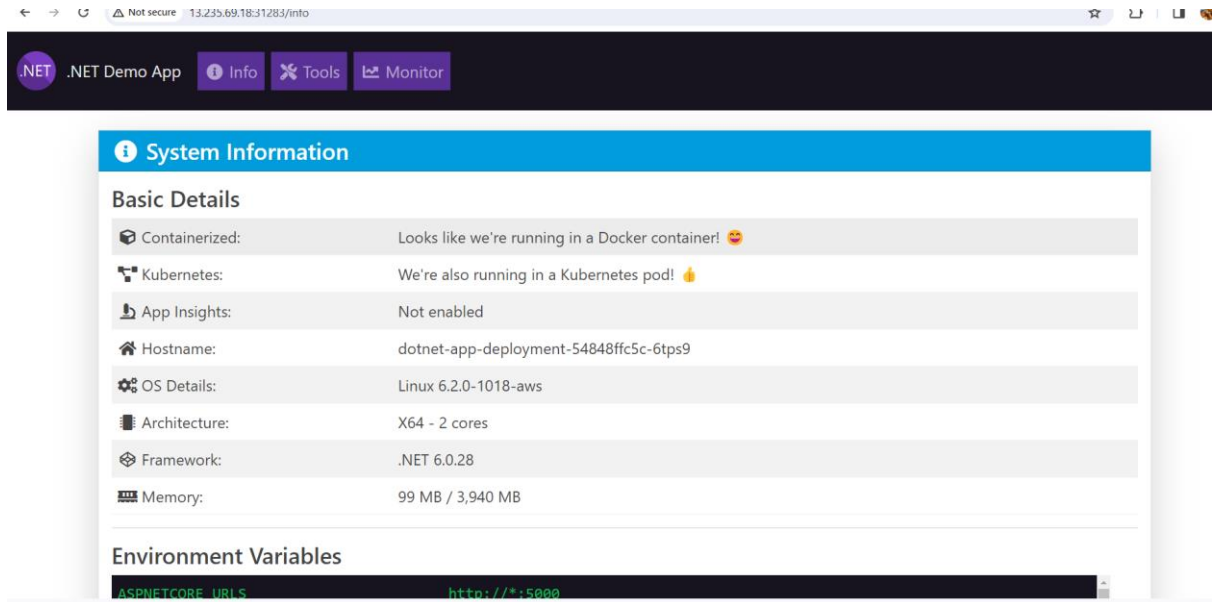 Not secure 13.235.69.18:31283/info
.NET .NET Demo App Info Tools Monitor
System Information
Basic Details
Containerized: Looks like we're running in a Docker container! 😄
Kubernetes: We're also running in a Kubernetes pod! 👍
App Insights: Not enabled
Hostname: dotnet-app-deployment-54848ffc5c-6tps9
OS Details: Linux 6.2.0-1018-aws
Architecture: X64 - 2 cores
Framework: .NET 6.0.28
Memory: 99 MB / 3,940 MB
Environment Variables
ASPNETCORE_URLS http://*:5000